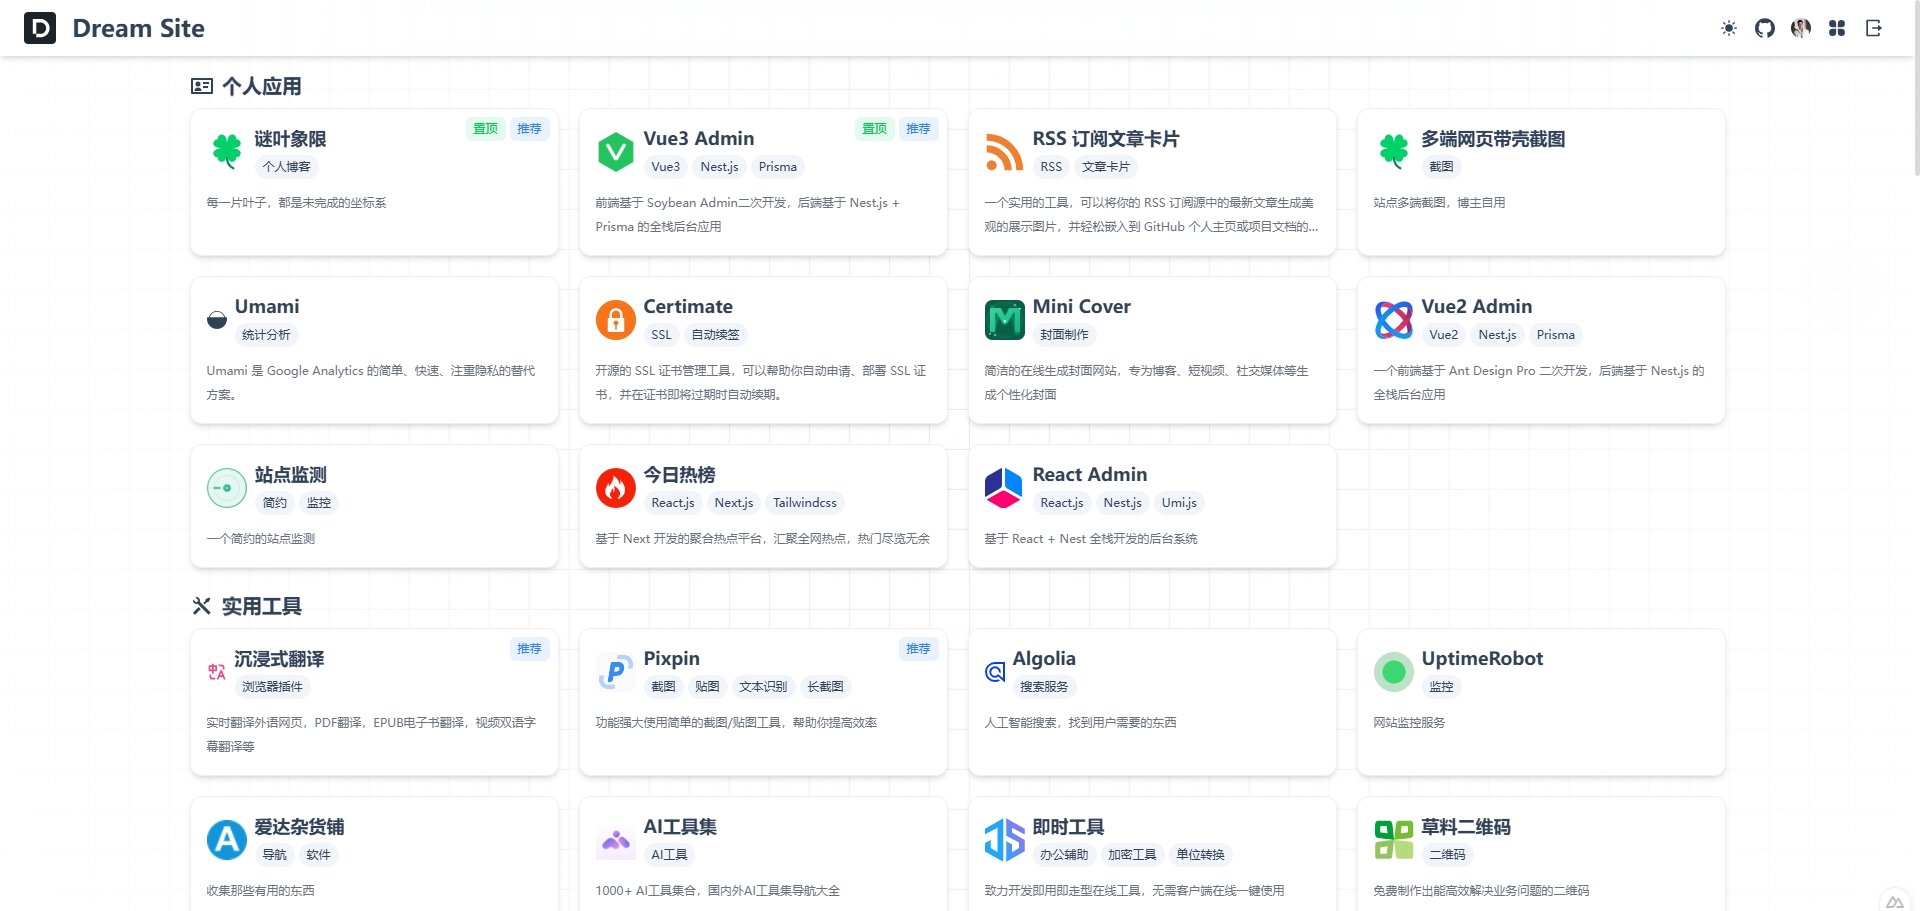 Dream Site
个人应用
谜叶象限
置顶
推荐
个人博客
每一片叶子，都是未完成的坐标系
Vue3 Admin
置顶
推荐
Vue3
Nest.js
Prisma
前端基于 Soybean Admin二次开发，后端基于 Nest.js +
Prisma 的全栈后台应用
RSS 订阅文章卡片
RSS
文章卡片
一个实用的工具，可以将你的 RSS 订阅源中的最新文章生成美
观的展示图片，并轻松嵌入到 GitHub 个人主页或项目文档的...
多端网页带壳截图
截图
站点多端截图，博主自用
Umami
统计分析
Umami 是 Google Analytics 的简单、快速、注重隐私的替代
方案。
Certimate
SSL
自动续签
开源的 SSL 证书管理工具，可以帮助你自动申请、部署 SSL 证
书，并在证书即将过期时自动续期。
Mini Cover
封面制作
简洁的在线生成封面网站，专为博客、短视频、社交媒体等生
成个性化封面
Vue2 Admin
Vue2
Nest.js
Prisma
一个前端基于 Ant Design Pro 二次开发，后端基于 Nest.js 的
全栈后台应用
站点监测
简约
监控
一个简约的站点监测
今日热榜
React.js
Next.js
Tailwindcss
基于 Next 开发的聚合热点平台，汇聚全网热点，热门尽览无余
React Admin
React.js
Nest.js
Umi.js
基于 React + Nest 全栈开发的后台系统
实用工具
沉浸式翻译
推荐
浏览器插件
实时翻译外语网页，PDF翻译，EPUB电子书翻译，视频双语字
幕翻译等
Pixpin
推荐
截图
贴图
文本识别
长截图
功能强大使用简单的截图/贴图工具，帮助你提高效率
Algolia
搜索服务
人工智能搜索，找到用户需要的东西
UptimeRobot
监控
网站监控服务
爱达杂货铺
导航
软件
收集那些有用的东西
AI工具集
AI工具
1000+ AI工具集合，国内外AI工具集导航大全
即时工具
办公辅助
加密工具
单位转换
致力开发即用即走型在线工具，无需客户端在线一键使用
草料二维码
二维码
免费制作出能高效解决业务问题的二维码